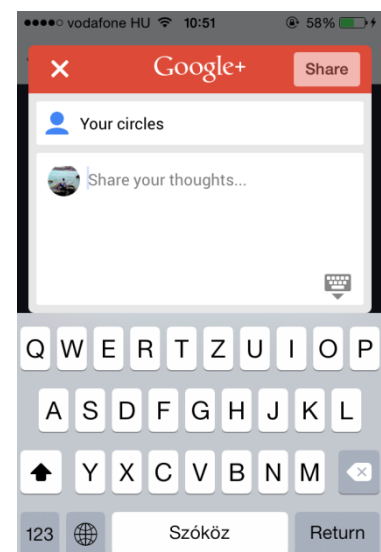 vodafone HU 10:51 58%
Google+ Share
Your circles
Share your thoughts...
Q W E R T Z U I O P
A S D F G H J K L
Y X C V B N M
123 Szóköz Return